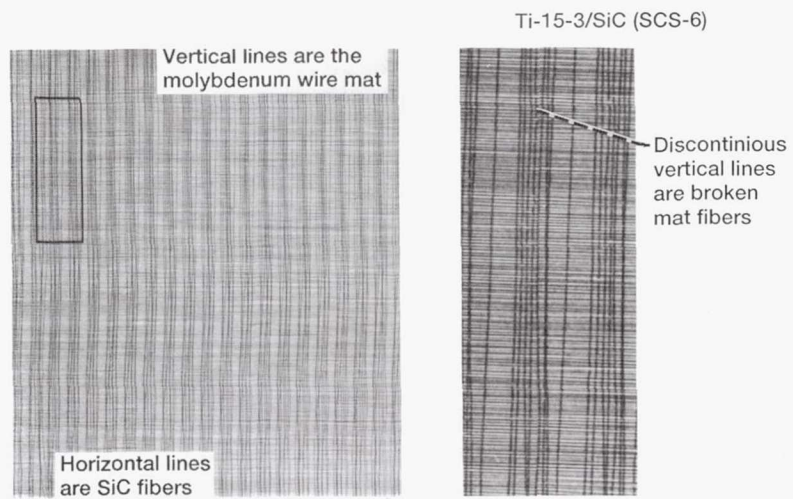 Ti-15-3/SiC (SCS-6)
Vertical lines are the
molybdenum wire mat
Discontinious
vertical lines
are broken
mat fibers
Horizontal lines
are SiC fibers